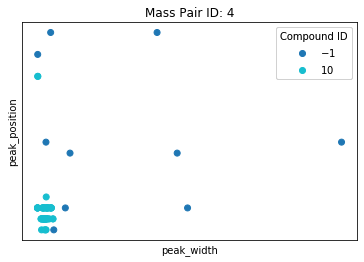 Mass Pair ID: 4
Compound ID
−1
10
peak_position
peak_width